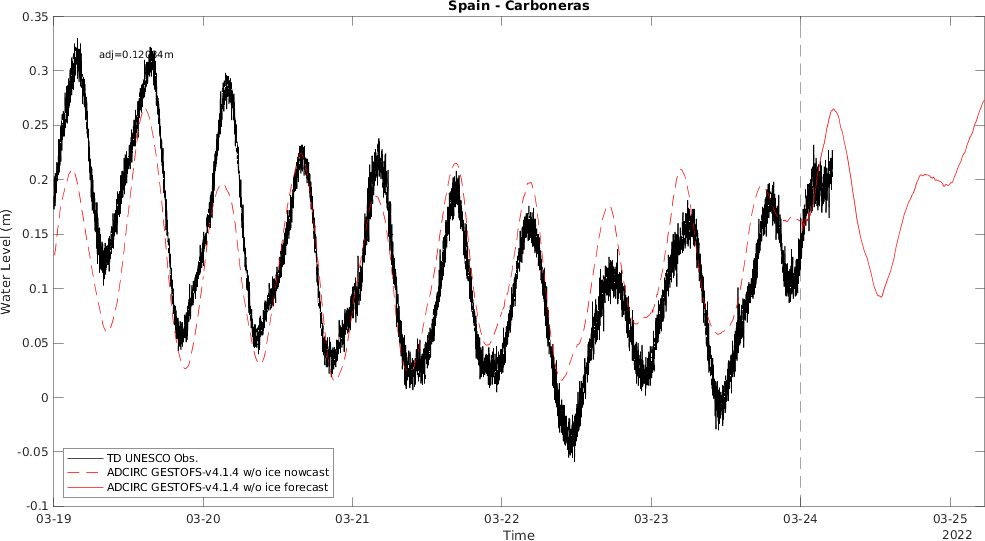 Spain - Carboneras
0.35
0.3
0.25
0.2
0.15
0.1
0.05
0
-0.05
-0.1
Water Level (m)
adj=0.12034m
TD UNESCO Obs.
ADCIRC GESTOFS-v4.1.4 w/o ice nowcast
ADCIRC GESTOFS-v4.1.4 w/o ice forecast
03-19
03-20
03-21
03-22
03-23
03-24
03-25
Time
2022